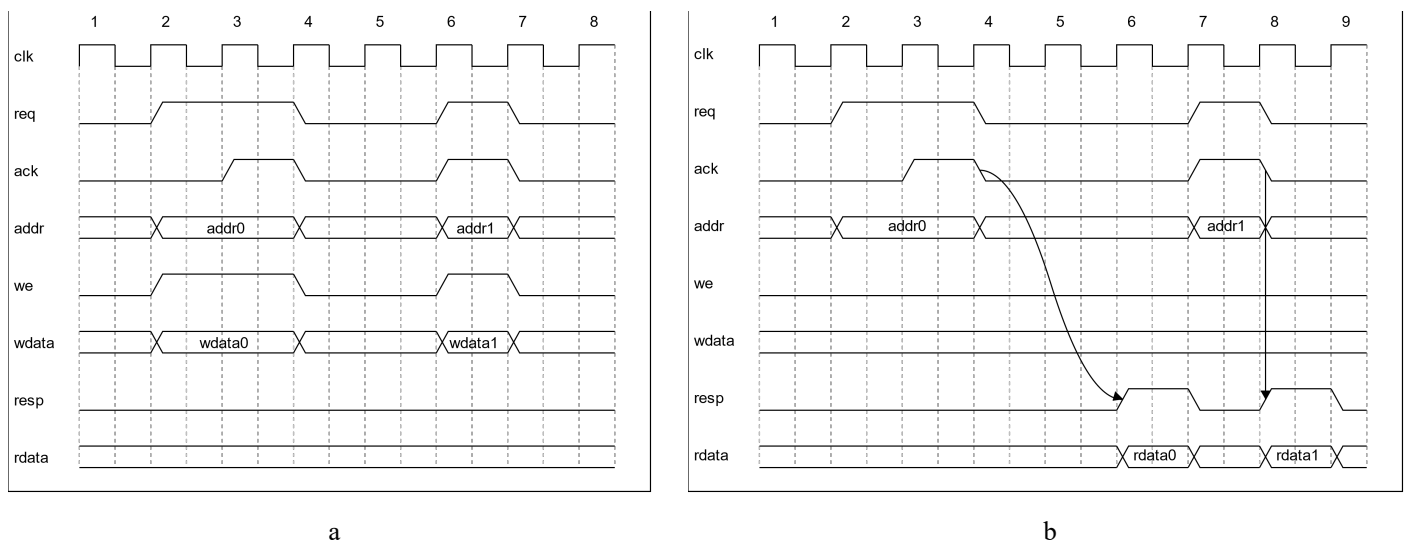 1 2 3 4 5 6 7 8
clk
req
ack
addr addr0 addr1
we
wdata wdata0 wdata1
resp
rdata
a
1 2 3 4 5 6 7 8 9
clk
req
ack
addr addr0 addr1
we
wdata
resp
rdata rdata0 rdata1
b